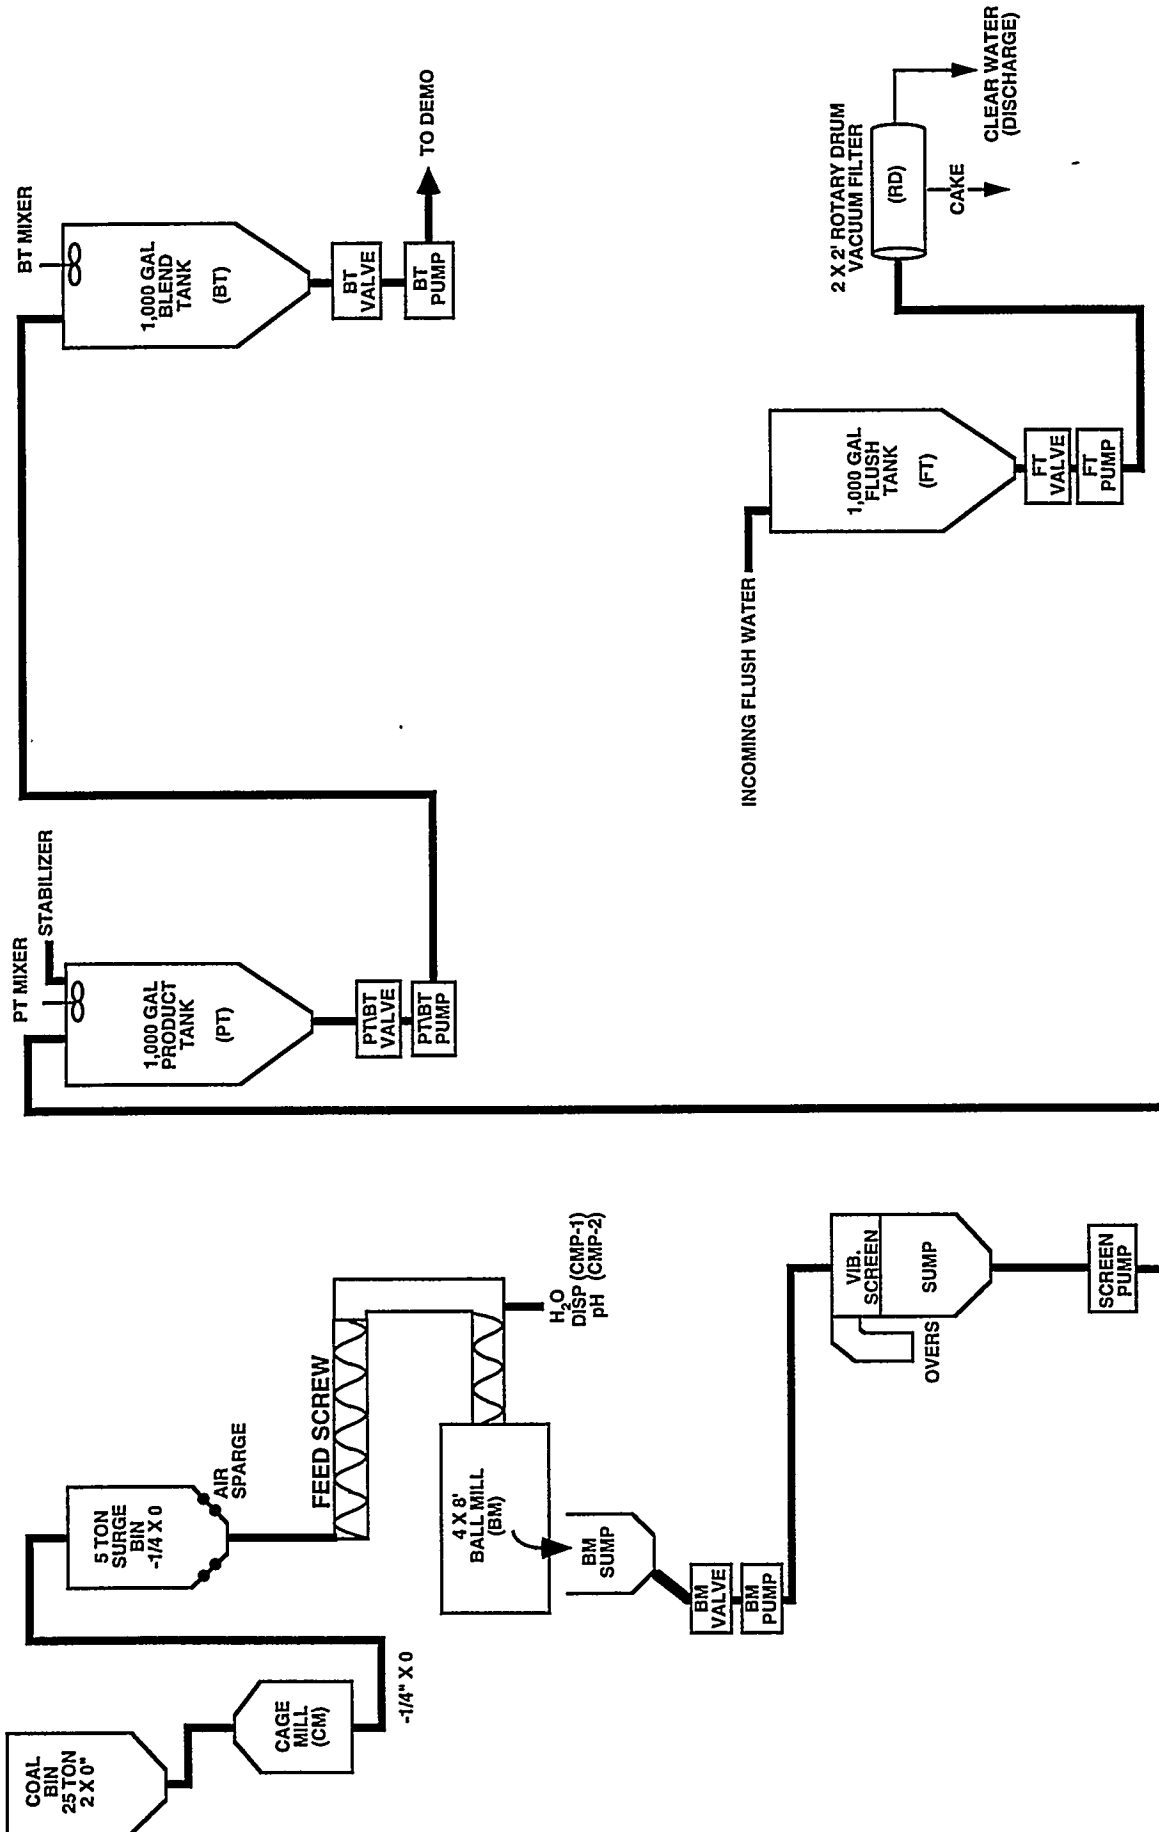 COAL
BIN
25 TON
2 X 0"
CAGE
MILL
(CM)
-1/4" X 0
5 TON
SURGE
BIN
-1/4 X 0
AIR
SPARGE
FEED SCREW
4 X 8'
BALL MILL
(BM)
H2O
DISP (CMP-1)
pH (CMP-2)
BM
SUMP
BM
VALVE
BM
PUMP
VIB.
SCREEN
SUMP
OVERS
SCREEN
PUMP
PT MIXER
STABILIZER
1,000 GAL
PRODUCT
TANK
(PT)
PT\BT
VALVE
PT\BT
PUMP
BT MIXER
1,000 GAL
BLEND
TANK
(BT)
BT
VALVE
BT
PUMP
TO DEMO
INCOMING FLUSH WATER
1,000 GAL
FLUSH
TANK
(FT)
FT
VALVE
FT
PUMP
2 X 2' ROTARY DRUM
VACUUM FILTER
(RD)
CAKE
CLEAR WATER
(DISCHARGE)